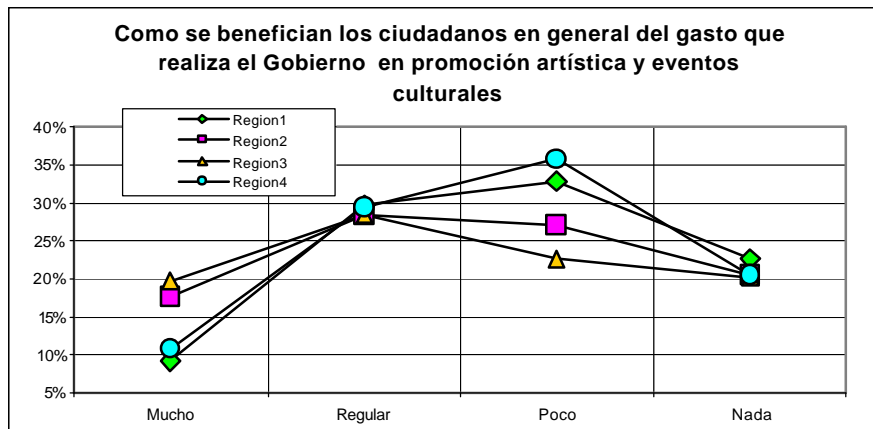 Como se benefician los ciudadanos en general del gasto que
realiza el Gobierno en promoción artística y eventos
culturales
Region1
Region2
Region3
Region4
40%
35%
30%
25%
20%
15%
10%
5%
Mucho Regular Poco Nada